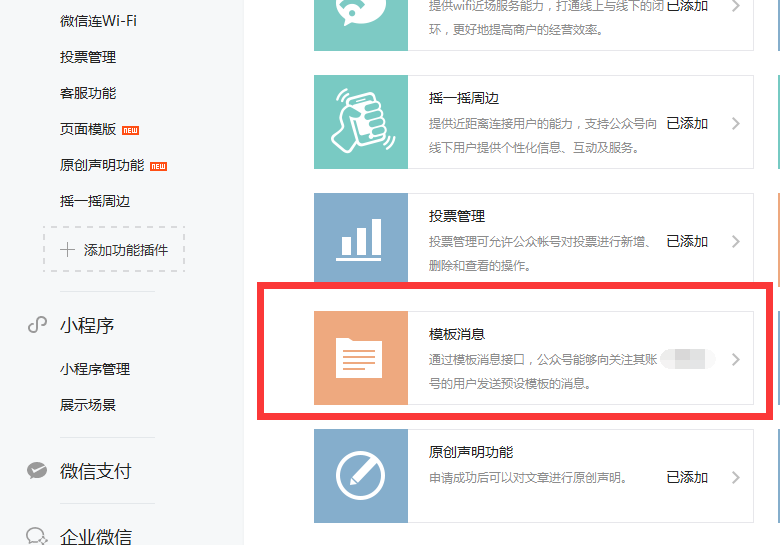 微信连Wi-Fi
投票管理
客服功能
页面模版 NEW
原创声明功能 NEW
摇一摇周边
添加功能插件
小程序
小程序管理
展示场景
微信支付
企业微信
提供wifi近场服务能力，打通线上与线下的闭
环，更好地提高商户的经营效率。
已添加
摇一摇周边
提供近距离连接用户的能力，支持公众号向
线下用户提供个性化信息、互动及服务。
已添加
投票管理
投票管理可允许公众帐号对投票进行新增、
删除和查看的操作。
已添加
模板消息
通过模板消息接口，公众号能够向关注其账
号的用户发送预设模板的消息。
原创声明功能
申请成功后可以对文章进行原创声明。
已添加